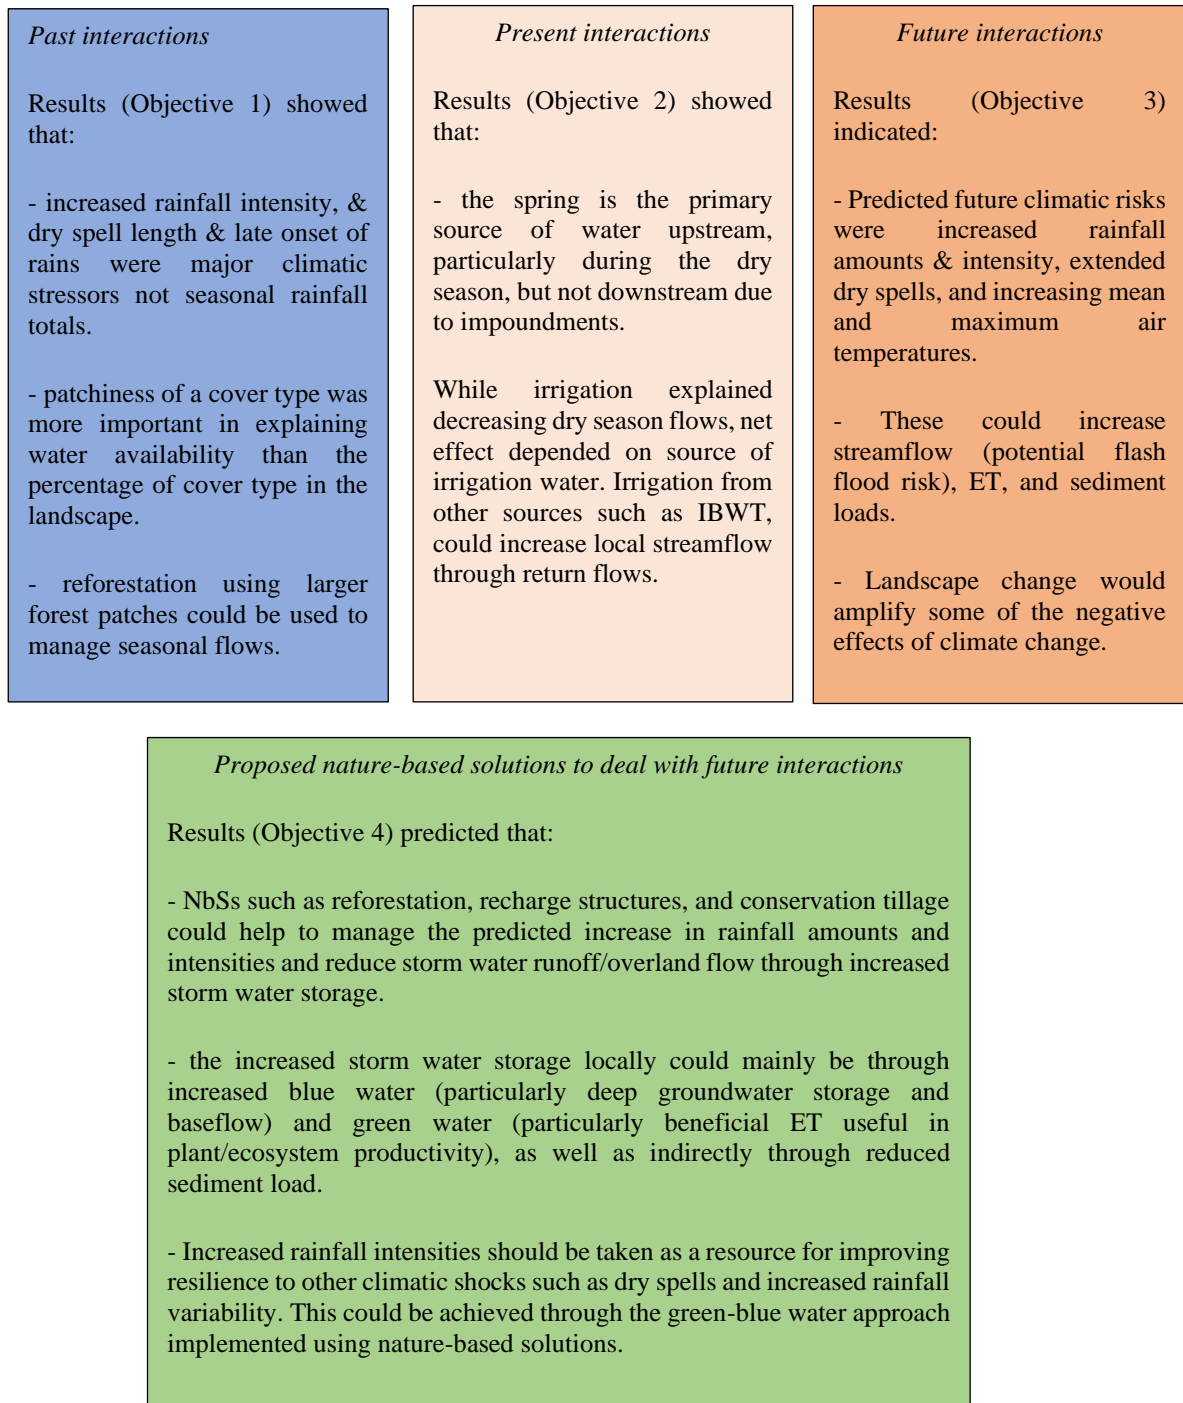 Past interactions
Results (Objective 1) showed
that:
- increased rainfall intensity, &
dry spell length & late onset of
rains were major climatic
stressors not seasonal rainfall
totals.
- patchiness of a cover type was
more important in explaining
water availability than the
percentage of cover type in the
landscape.
- reforestation using larger
forest patches could be used to
manage seasonal flows.
Present interactions
Results (Objective 2) showed
that:
- the spring is the primary
source of water upstream,
particularly during the dry
season, but not downstream due
to impoundments.
While irrigation explained
decreasing dry season flows, net
effect depended on source of
irrigation water. Irrigation from
other sources such as IBWT,
could increase local streamflow
through return flows.
Future interactions
Results (Objective 3)
indicated:
- Predicted future climatic risks
were increased rainfall
amounts & intensity, extended
dry spells, and increasing mean
and maximum air
temperatures.
- These could increase
streamflow (potential flash
flood risk), ET, and sediment
loads.
- Landscape change would
amplify some of the negative
effects of climate change.
Proposed nature-based solutions to deal with future interactions
Results (Objective 4) predicted that:
- NbSs such as reforestation, recharge structures, and conservation tillage
could help to manage the predicted increase in rainfall amounts and
intensities and reduce storm water runoff/overland flow through increased
storm water storage.
- the increased storm water storage locally could mainly be through
increased blue water (particularly deep groundwater storage and
baseflow) and green water (particularly beneficial ET useful in
plant/ecosystem productivity), as well as indirectly through reduced
sediment load.
- Increased rainfall intensities should be taken as a resource for improving
resilience to other climatic shocks such as dry spells and increased rainfall
variability. This could be achieved through the green-blue water approach
implemented using nature-based solutions.